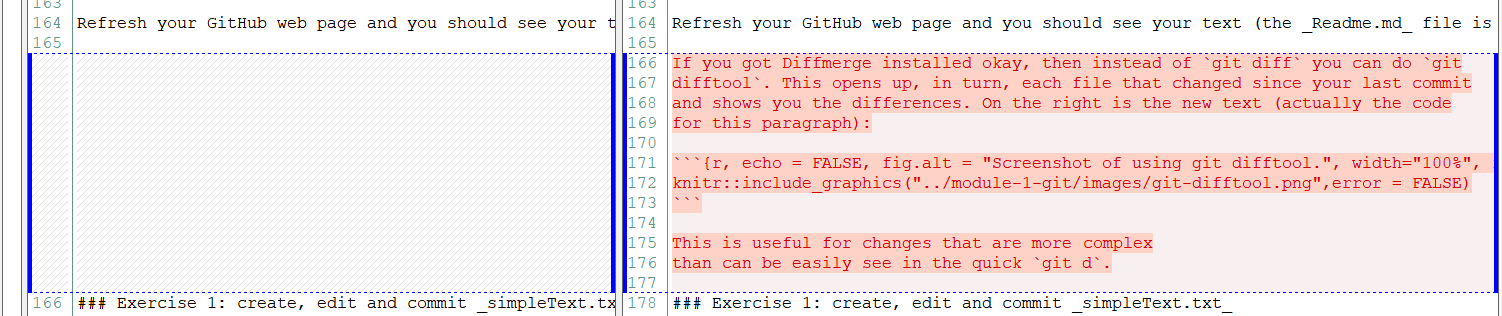 163
164 Refresh your GitHub web page and you should see your t
165
166 ### Exercise 1: create, edit and commit _simpleText.tx
163
164 Refresh your GitHub web page and you should see your text (the _Readme.md_ file is
165
166 If you got Diffmerge installed okay, then instead of `git diff` you can do `git
167 difftool`. This opens up, in turn, each file that changed since your last commit
168 and shows you the differences. On the right is the new text (actually the code
169 for this paragraph):
170
171 ```{r, echo = FALSE, fig.alt = "Screenshot of using git difftool.", width="100%",
172 knitr::include_graphics("../module-1-git/images/git-difftool.png",error = FALSE)
173 ```
174
175 This is useful for changes that are more complex
176 than can be easily see in the quick `git d`.
177
178 ### Exercise 1: create, edit and commit _simpleText.txt_